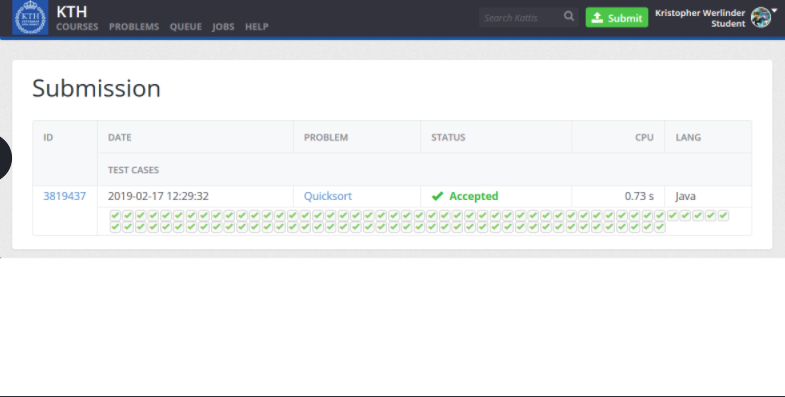 KTH
COURSES PROBLEMS QUEUE JOBS HELP
Search Kattis
Submit
Kristopher Werlinder
Student
KTH
Submission
ID DATE PROBLEM STATUS CPU LANG
TEST CASES
3819437 2019-02-17 12:29:32 Quicksort Accepted 0.73 s Java